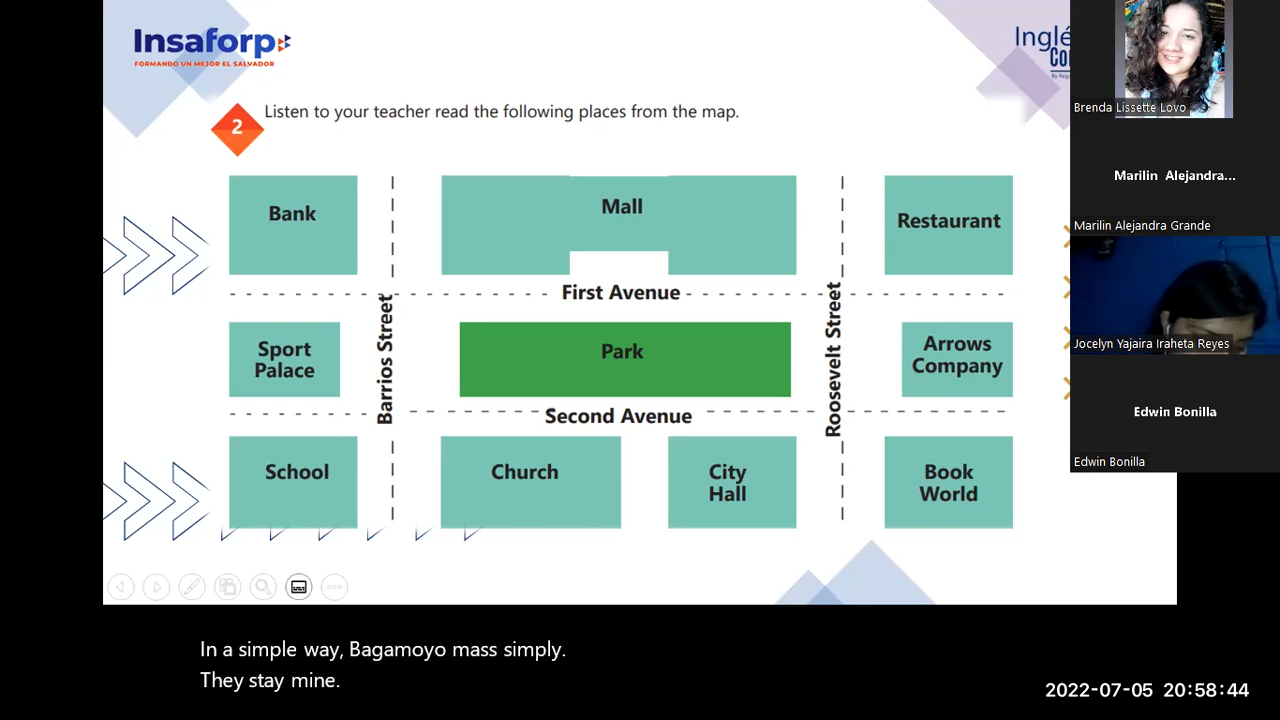 Insaforp
FORMANDO UN MEJOR EL SALVADOR
Inglé
2
Listen to your teacher read the following places from the map.
Bank
Mall
Restaurant
First Avenue
Barrios Street
Roosevelt Street
Sport
Palace
Park
Arrows
Company
Second Avenue
School
Church
City
Hall
Book
World
Brenda Lissette Lovo
Marilin Alejandra...
Marilin Alejandra Grande
Jocelyn Yajaira Iraheta Reyes
Edwin Bonilla
Edwin Bonilla
In a simple way, Bagamoyo mass simply.
They stay mine.
2022-07-05 20:58:44